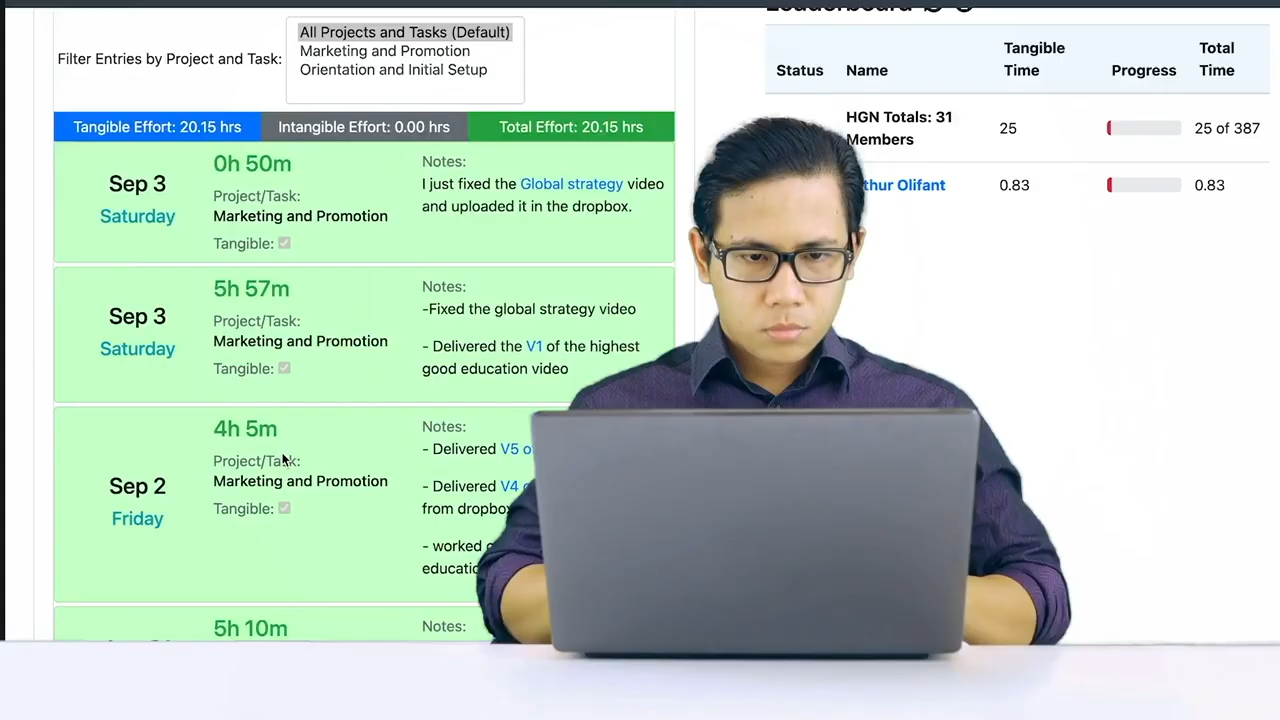 Filter Entries by Project and Task:
All Projects and Tasks (Default)
Marketing and Promotion
Orientation and Initial Setup
Tangible Effort: 20.15 hrs
Intangible Effort: 0.00 hrs
Total Effort: 20.15 hrs
Sep 3
Saturday
0h 50m
Project/Task:
Marketing and Promotion
Tangible:
Notes:
I just fixed the Global strategy video
and uploaded it in the dropbox.
Sep 3
Saturday
5h 57m
Project/Task:
Marketing and Promotion
Tangible:
Notes:
-Fixed the global strategy video
- Delivered the V1 of the highest
good education video
Sep 2
Friday
4h 5m
Project/Task:
Marketing and Promotion
Tangible:
Notes:
- Delivered V5
- Delivered V4
from
- worked
5h 10m
Notes:
Leaderboard
Status
Name
Tangible
Time
Progress
Total
Time
HGN Totals: 31
Members
25
25 of 387
Olifant
0.83
0.83